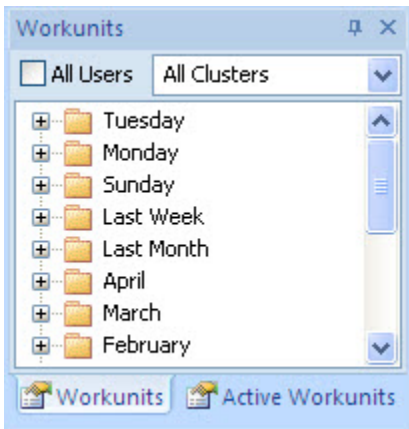 Workunits
All Users All Clusters
Tuesday
Monday
Sunday
Last Week
Last Month
April
March
February
Workunits Active Workunits